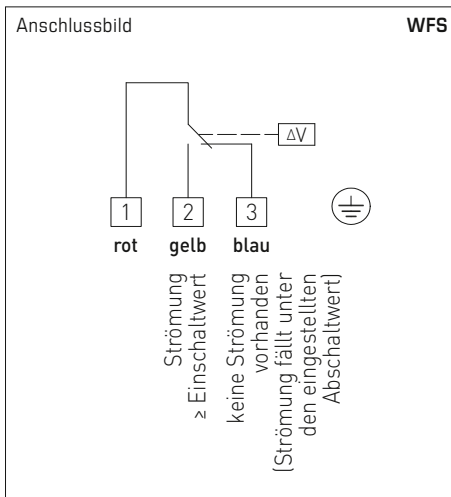 Anschlussbild
WFS
ΔV
1
2
3
rot
gelb
blau
Strömung
≥ Einschaltwert
keine Strömung
vorhanden
(Strömung fällt unter
den eingestellten
Abschaltwert)